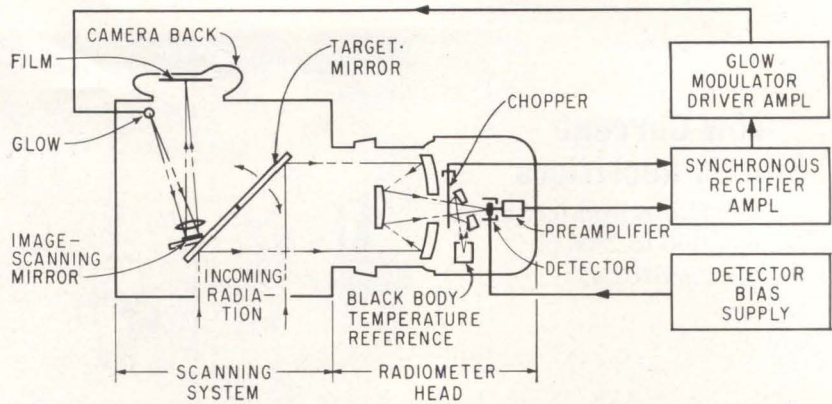 CAMERA BACK
FILM
TARGET-
MIRROR
GLOW
MODULATOR
DRIVER AMPL
CHOPPER
GLOW
SYNCHRONOUS
RECTIFIER
AMPL
PREAMPLIFIER
IMAGE-
SCANNING
MIRROR
INCOMING
RADIA-
TION
DETECTOR
BLACK BODY
TEMPERATURE
REFERENCE
DETECTOR
BIAS
SUPPLY
SCANNING
SYSTEM
RADIOMETER
HEAD